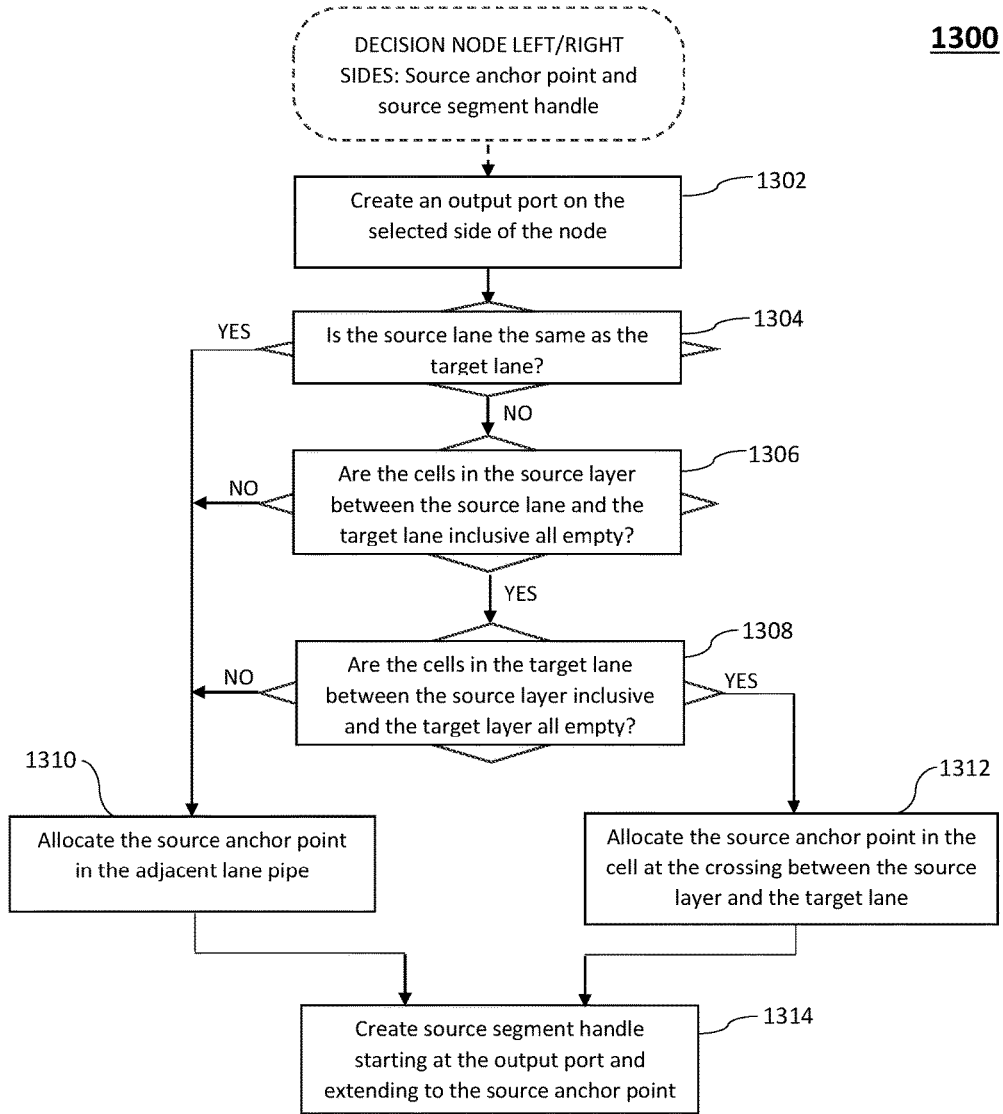 1300
DECISION NODE LEFT/RIGHT
SIDES: Source anchor point and
source segment handle
1302
Create an output port on the
selected side of the node
1304
YES
Is the source lane the same as the
target lane?
NO
1306
Are the cells in the source layer
between the source lane and the
target lane inclusive all empty?
NO
YES
1308
Are the cells in the target lane
between the source layer inclusive
and the target layer all empty?
NO
YES
1310
1312
Allocate the source anchor point
in the adjacent lane pipe
Allocate the source anchor point in the
cell at the crossing between the source
layer and the target lane
1314
Create source segment handle
starting at the output port and
extending to the source anchor point